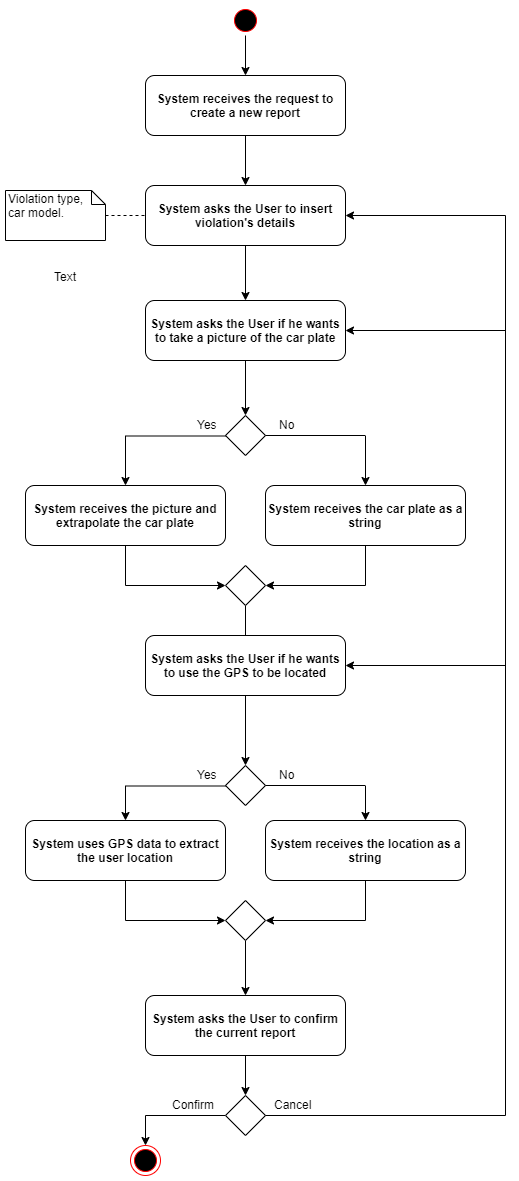 System receives the request to
create a new report
Violation type,
car model.
System asks the User to insert
violation's details
Text
System asks the User if he wants
to take a picture of the car plate
Yes
No
System receives the picture and
extrapolate the car plate
System receives the car plate as a
string
System asks the User if he wants
to use the GPS to be located
Yes
No
System uses GPS data to extract
the user location
System receives the location as a
string
System asks the User to confirm
the current report
Confirm
Cancel